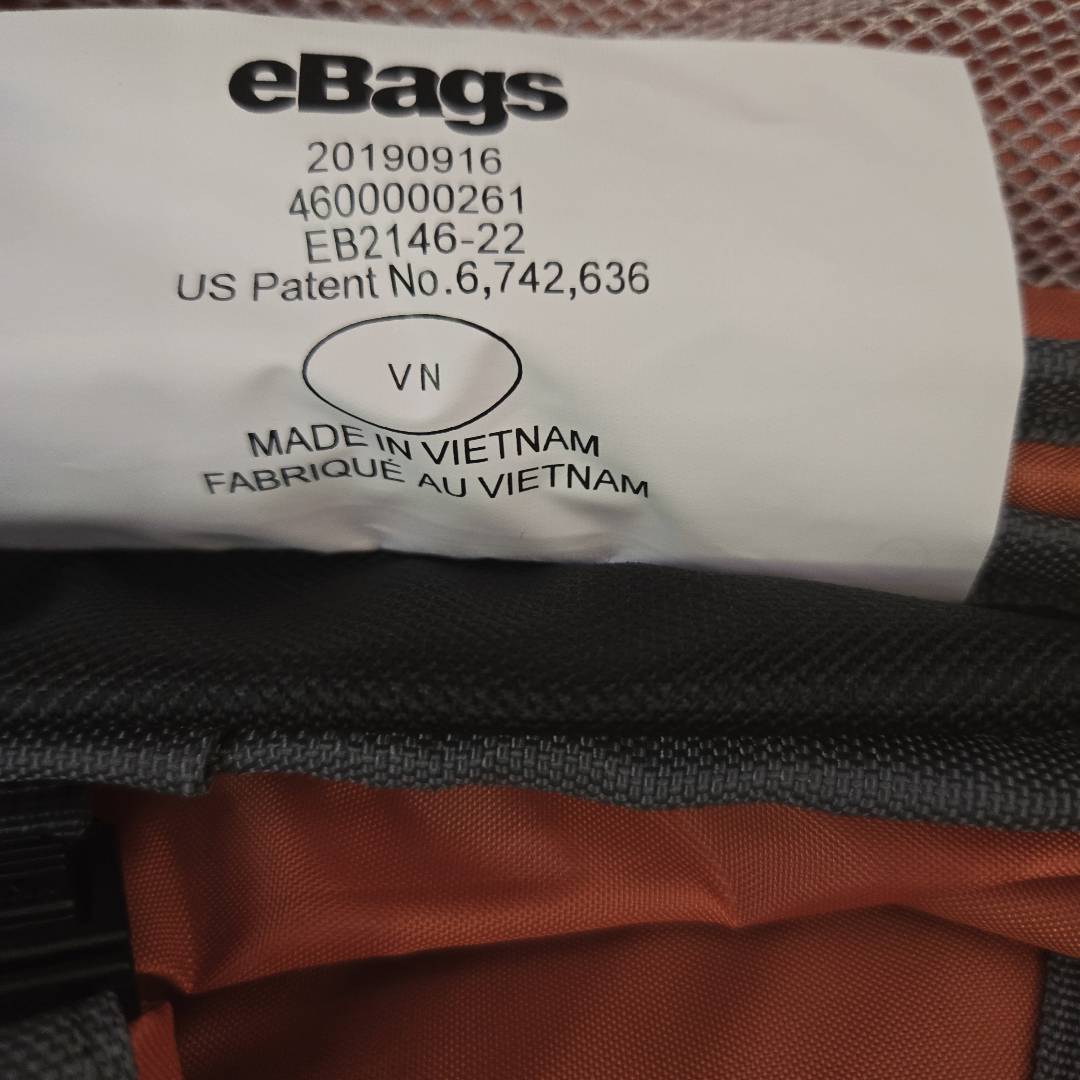 eBags
20190916
4600000261
EB2146-22
US Patent No.6,742,636
VN
MADE IN VIETNAM
FABRIQUÉ AU VIETNAM